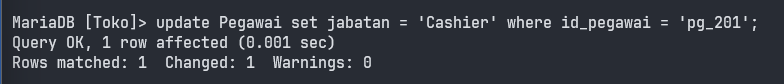 MariaDB [Toko]> update Pegawai set jabatan = 'Cashier' where id_pegawai = 'pg_201';
Query OK, 1 row affected (0.001 sec)
Rows matched: 1  Changed: 1  Warnings: 0